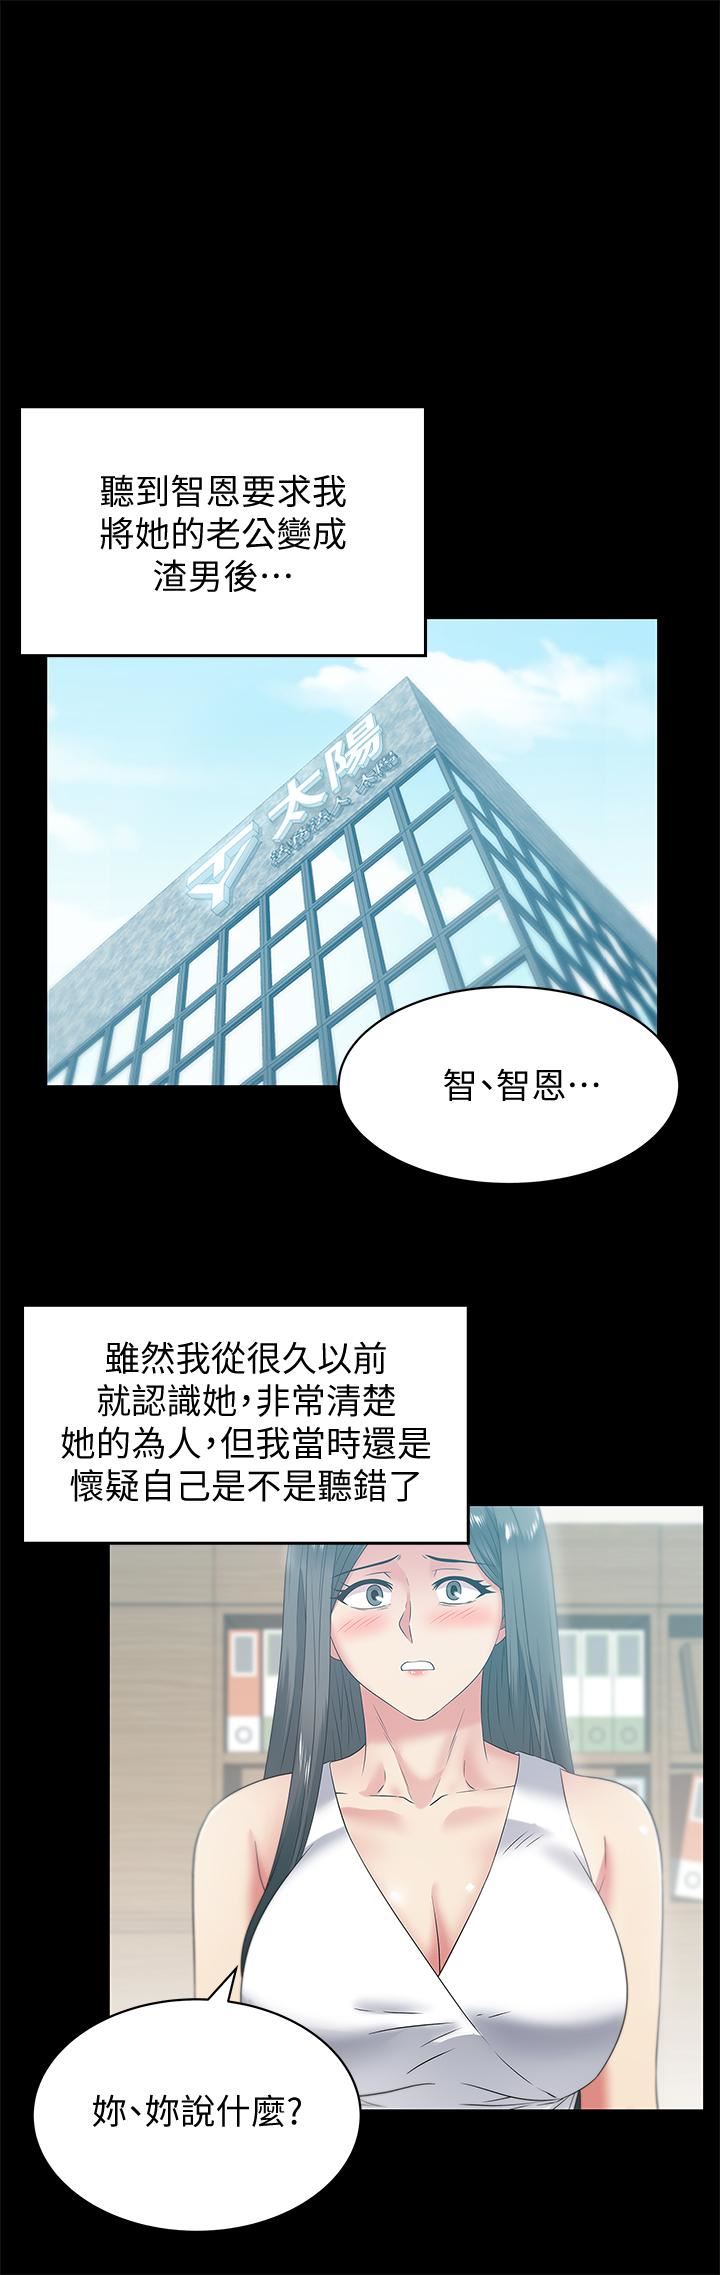 聽到智恩要求我
將她的老公變成
渣男後…
太陽
智、智恩…
雖然我從很久以前
就認識她，非常清楚
她的為人，但我當時還是
懷疑自己是不是聽錯了
妳、妳說什麼?